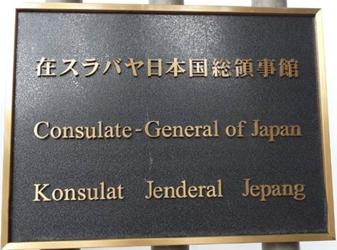 在スラバヤ日本国総領事館
Consulate-General of Japan
Konsulat Jenderal Jepang